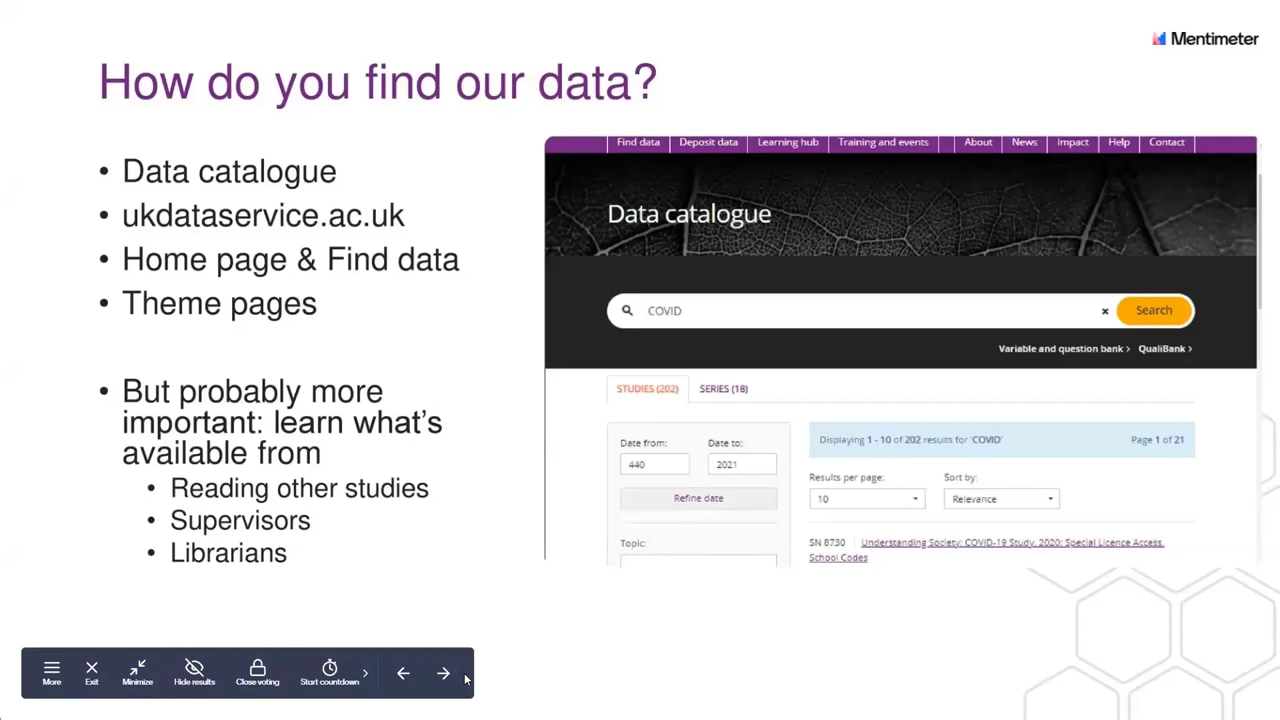 Mentimeter
How do you find our data?
• Data catalogue
• ukdataservice.ac.uk
• Home page & Find data
• Theme pages
• But probably more
important: learn what's
available from
• Reading other studies
• Supervisors
• Librarians
Find data Deposit data Learning hub Training and events About News Impact Help Contact
Data catalogue
COVID
Search
Variable and question bank QualiBank
STUDIES (202) SERIES (18)
Date from: Date to:
440 2021
Refine date
Topic:
Displaying 1 - 10 of 202 results for 'COVID' Page 1 of 21
Results per page: Sort by:
10 Relevance
SN 8730 Understanding Society: COVID-19 Study, 2020: Special Licence Access,
School Codes
More Exit Minimize Hide results Close voting Start countdown